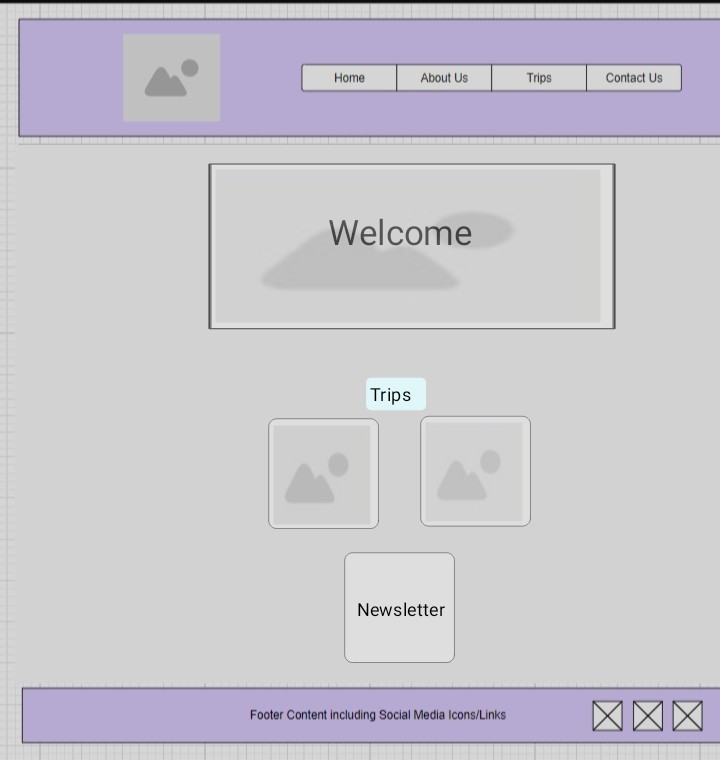 Home
About Us
Trips
Contact Us
Welcome
Trips
Newsletter
Footer Content including Social Media Icons/Links